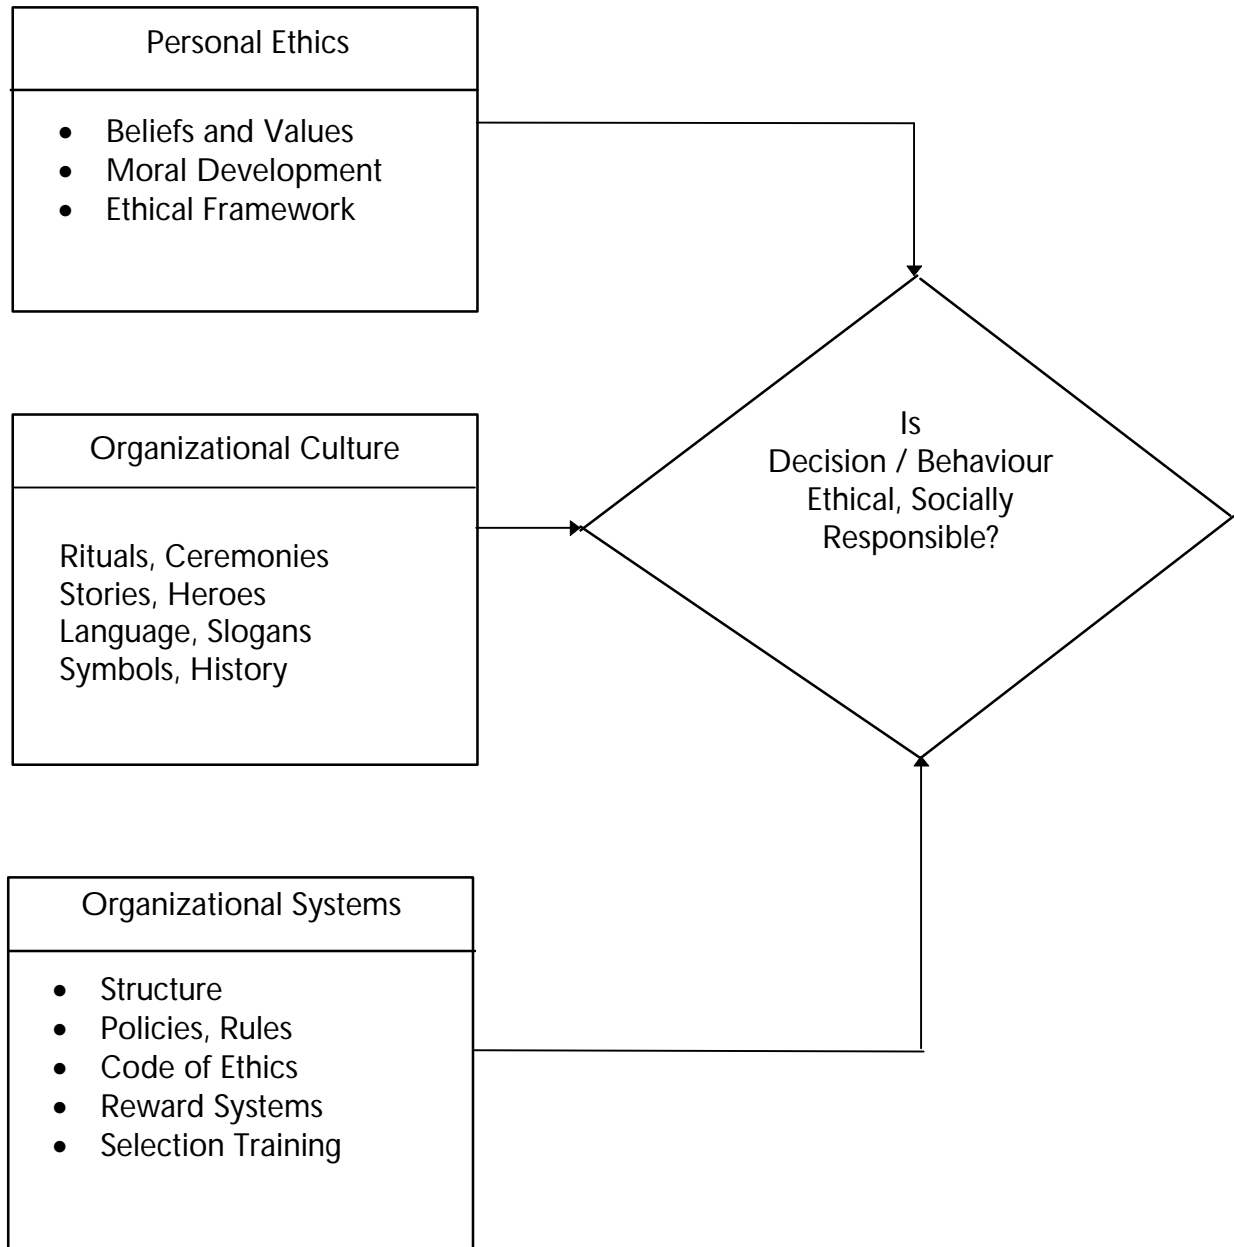 Personal Ethics
• Beliefs and Values
• Moral Development
• Ethical Framework
Organizational Culture
Rituals, Ceremonies
Stories, Heroes
Language, Slogans
Symbols, History
Is
Decision / Behaviour
Ethical, Socially
Responsible?
Organizational Systems
• Structure
• Policies, Rules
• Code of Ethics
• Reward Systems
• Selection Training